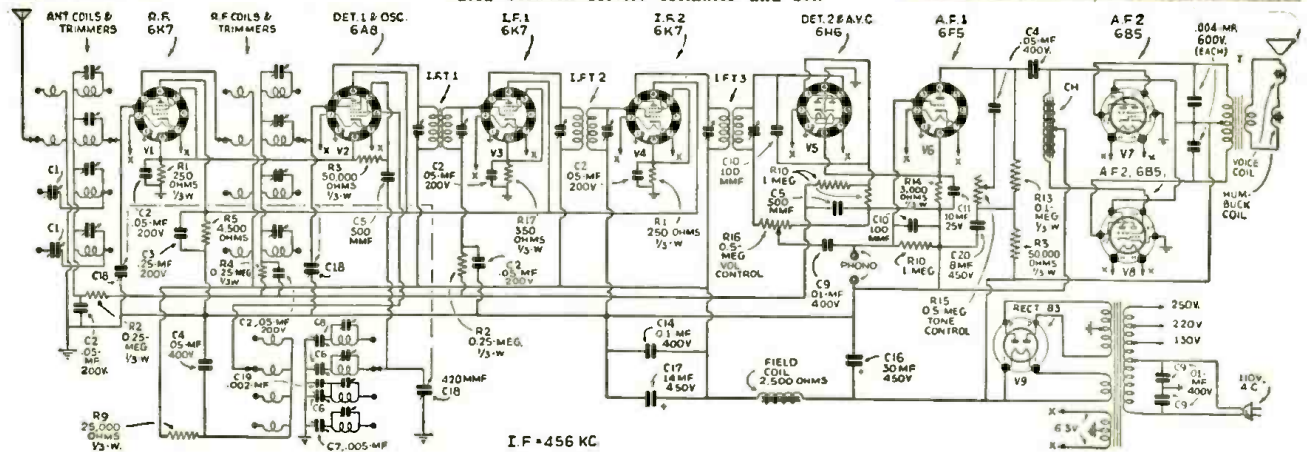 ANT COILS & TRIMMERS
R.F. 6K7
R.F COILS & TRIMMERS
DET. 1 & OSC. 6A8
I.F.1 6K7
I.F.2 6K7
DET. 2 & A.V.C. 6H6
A.F.1 6F5
A.F.2 6B5
C4 .05-MF 400V.
.004-MF. 600V. (EACH)
T
I.F.T 1
I.F.T 2
I.F.T 3
CH
V1
V2
V3
V4
V5
V6
V7
VOICE COIL
HUM-BUCK COIL
A.F.2, 6B5.
V8
C1
C1
R1 250 OHMS 1/3-W
C2 .05-MF 200V
C3 .25-MF 200V
R5 4,500 OHMS
R4 0.25-MEG 1/3-W
R3 50,000 OHMS 1/3-W
C5 500 MMF
C18
C18
C2 .05-MF 200V
R17 350 OHMS 1/3-W
C2 .05-MF 200V
C2 .05-MF 200V
R1 250 OHMS 1/3-W
C10 100 MMF
R10 1 MEG
C5 500 MMF
R16 0.5-MEG VOL CONTROL
R14 3,000 OHMS 1/3-W
C10 100 MMF
C11 10 MF 25V
R10 1 MEG
C20 8 MF 450V
R13 0.1-MEG 1/3-W
R3 50,000 OHMS 1/3-W
PHONO
C9 .01-MF 400V
R15 0.5 MEG TONE CONTROL
C2 .05-MF 200V.
R2 0.25-MEG 1/3-W
C4 .05-MF 400V
C2, .05-MF 200V
C8
C6
C19 .002-MF
C6
C7, .005-MF
R2 0.25-MEG. 1/3-W
420 MMF C18
C14 0.1 MF 400V
C17 14 MF 450V
FIELD COIL 2,500 OHMS
C16 30 MF 450V
RECT 83
V9
250V.
220V
130V
C9 .01-MF 400V
C9
110V. A.C.
6.3V
R9 25,000 OHMS 1/3-W.
I.F. = 456 KC